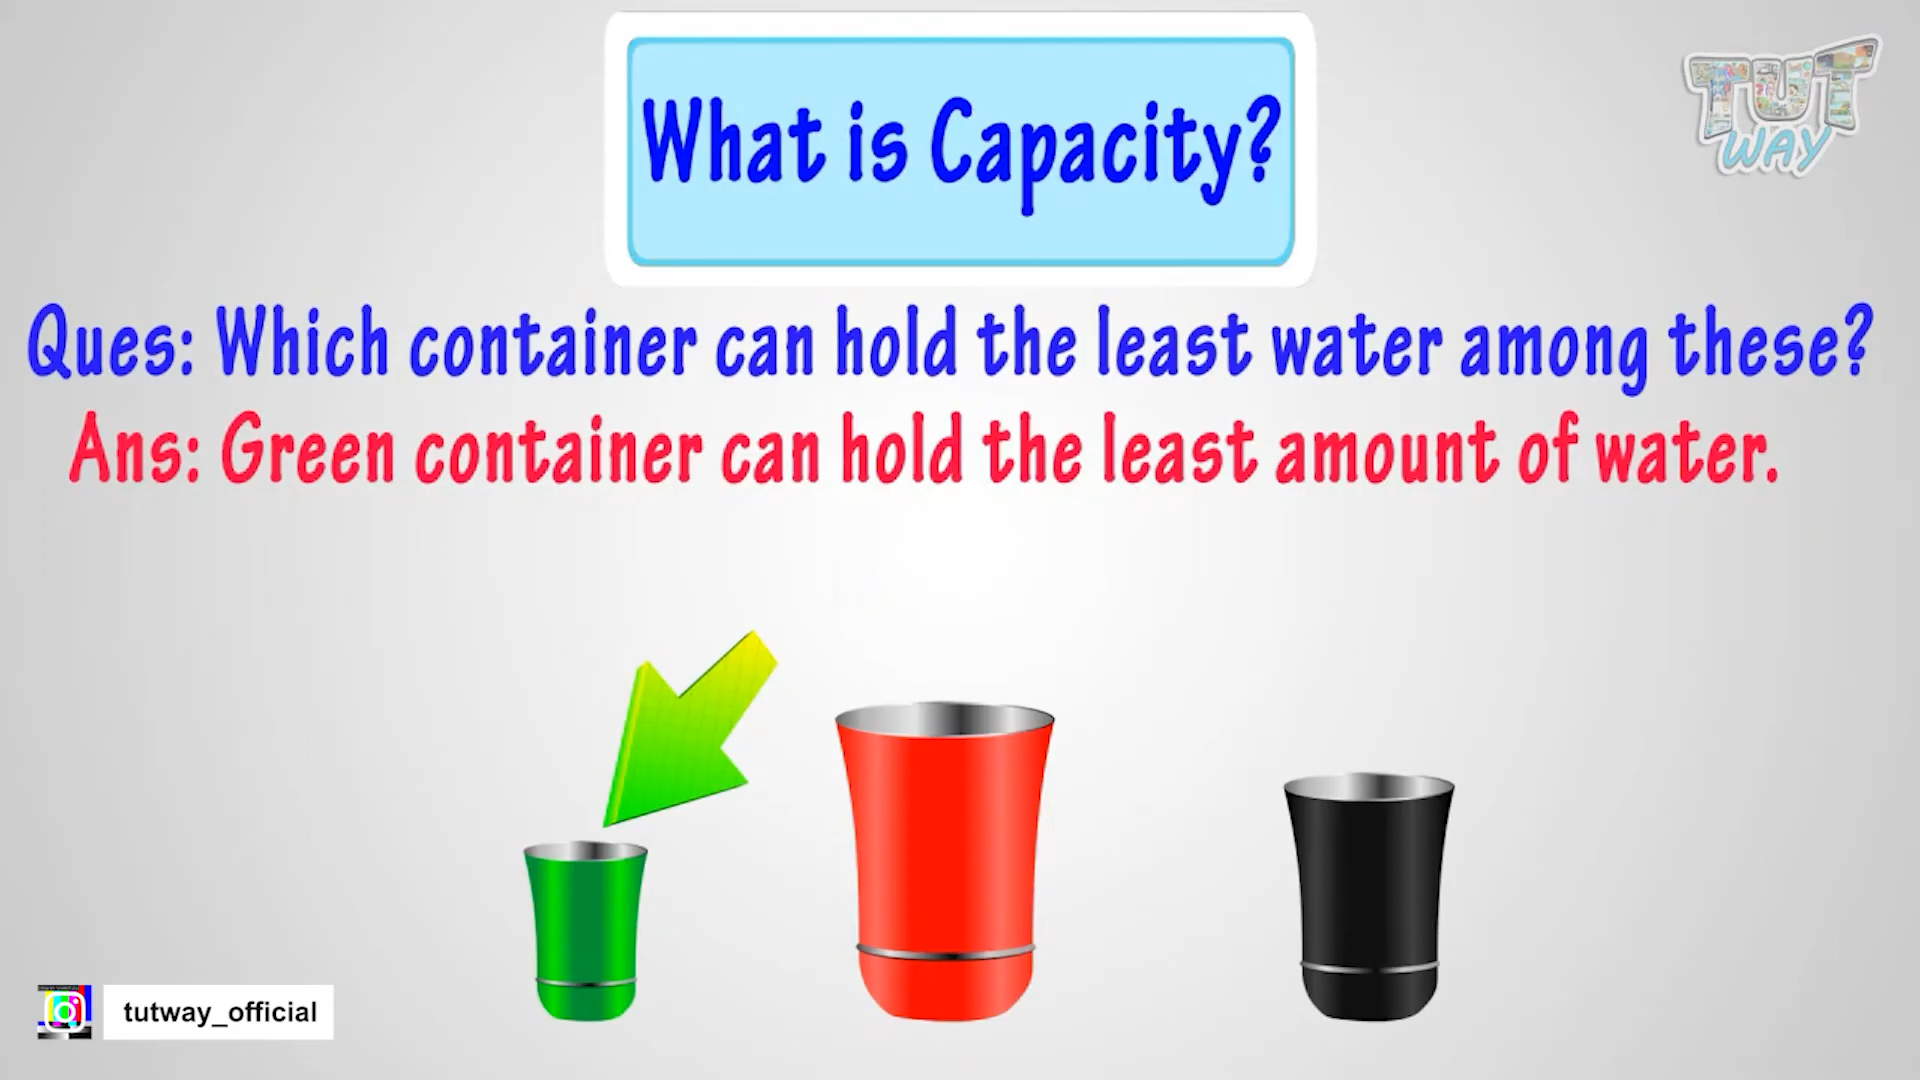 What is Capacity?
TUT
WAY
Ques: Which container can hold the least water among these?
Ans: Green container can hold the least amount of water.
tutway_official